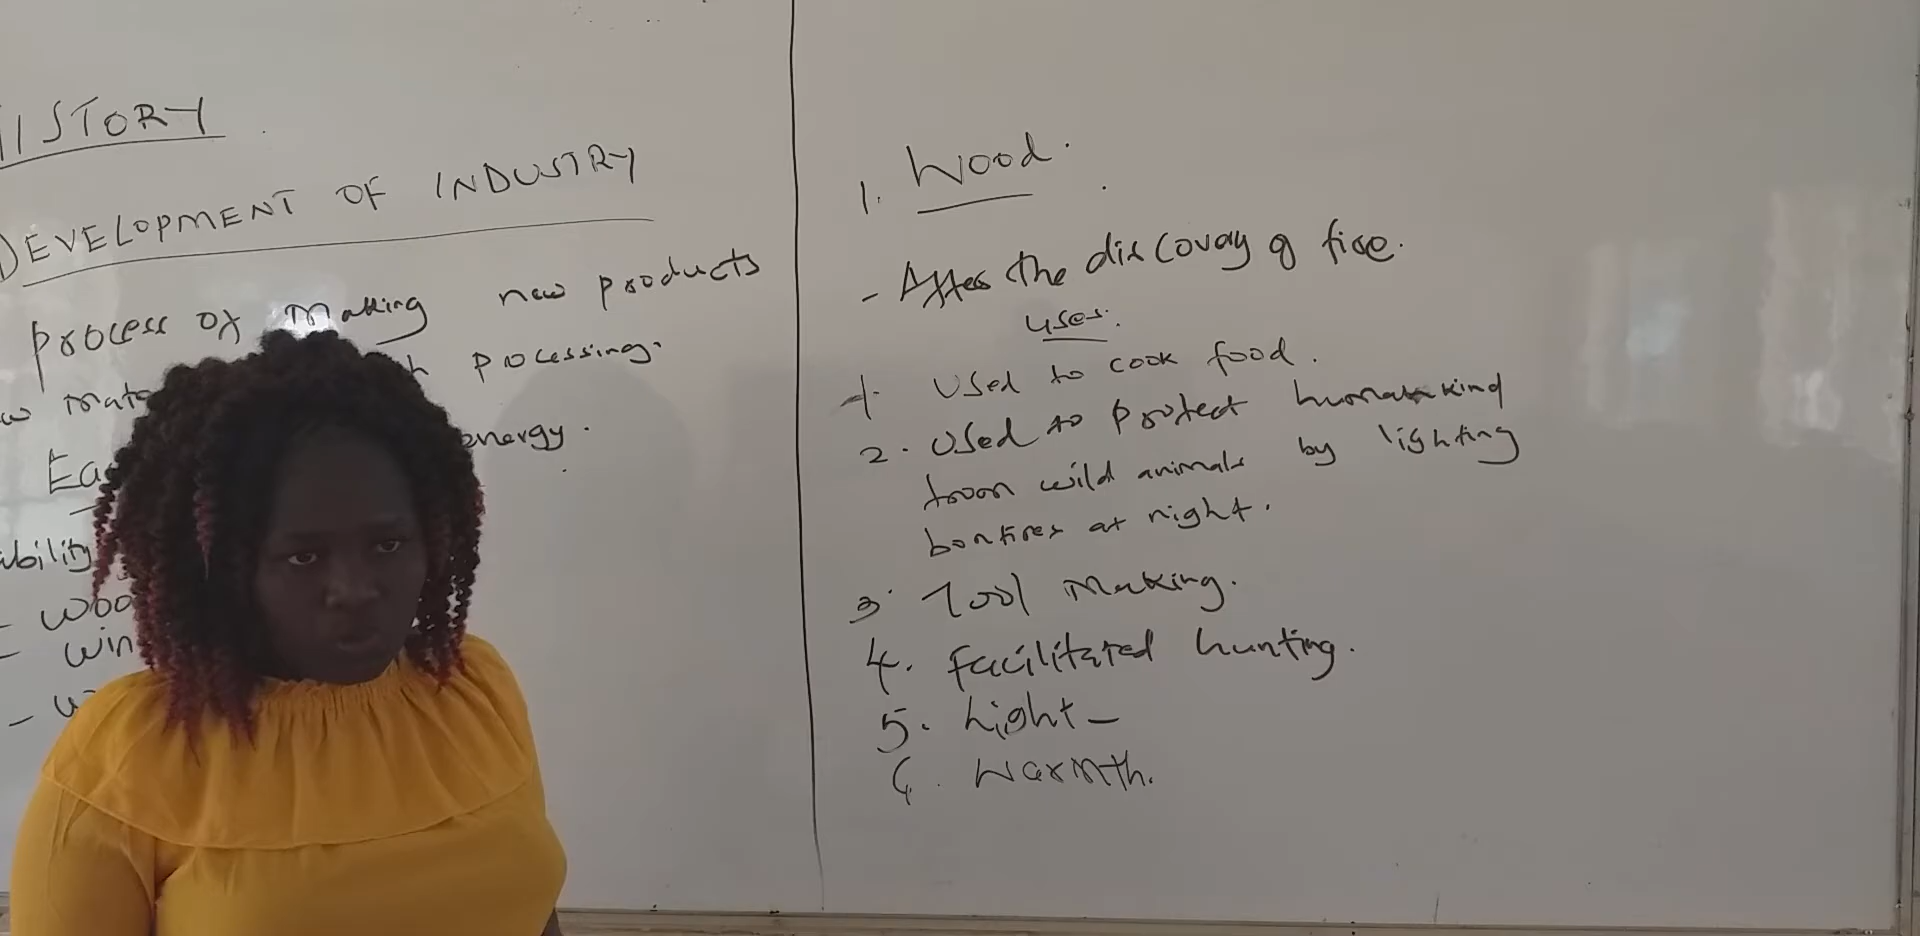 HISTORY
DEVELOPMENT OF INDUSTRY
process of making new products
processing.
energy.
1. Wood.
- After the discovery of fire.
uses.
1. Used to cook food.
2. Used to protect humankind
from wild animals by lighting
bonfires at night.
3. Tool Making.
4. Facilitated hunting.
5. Light -
6. Warmth.